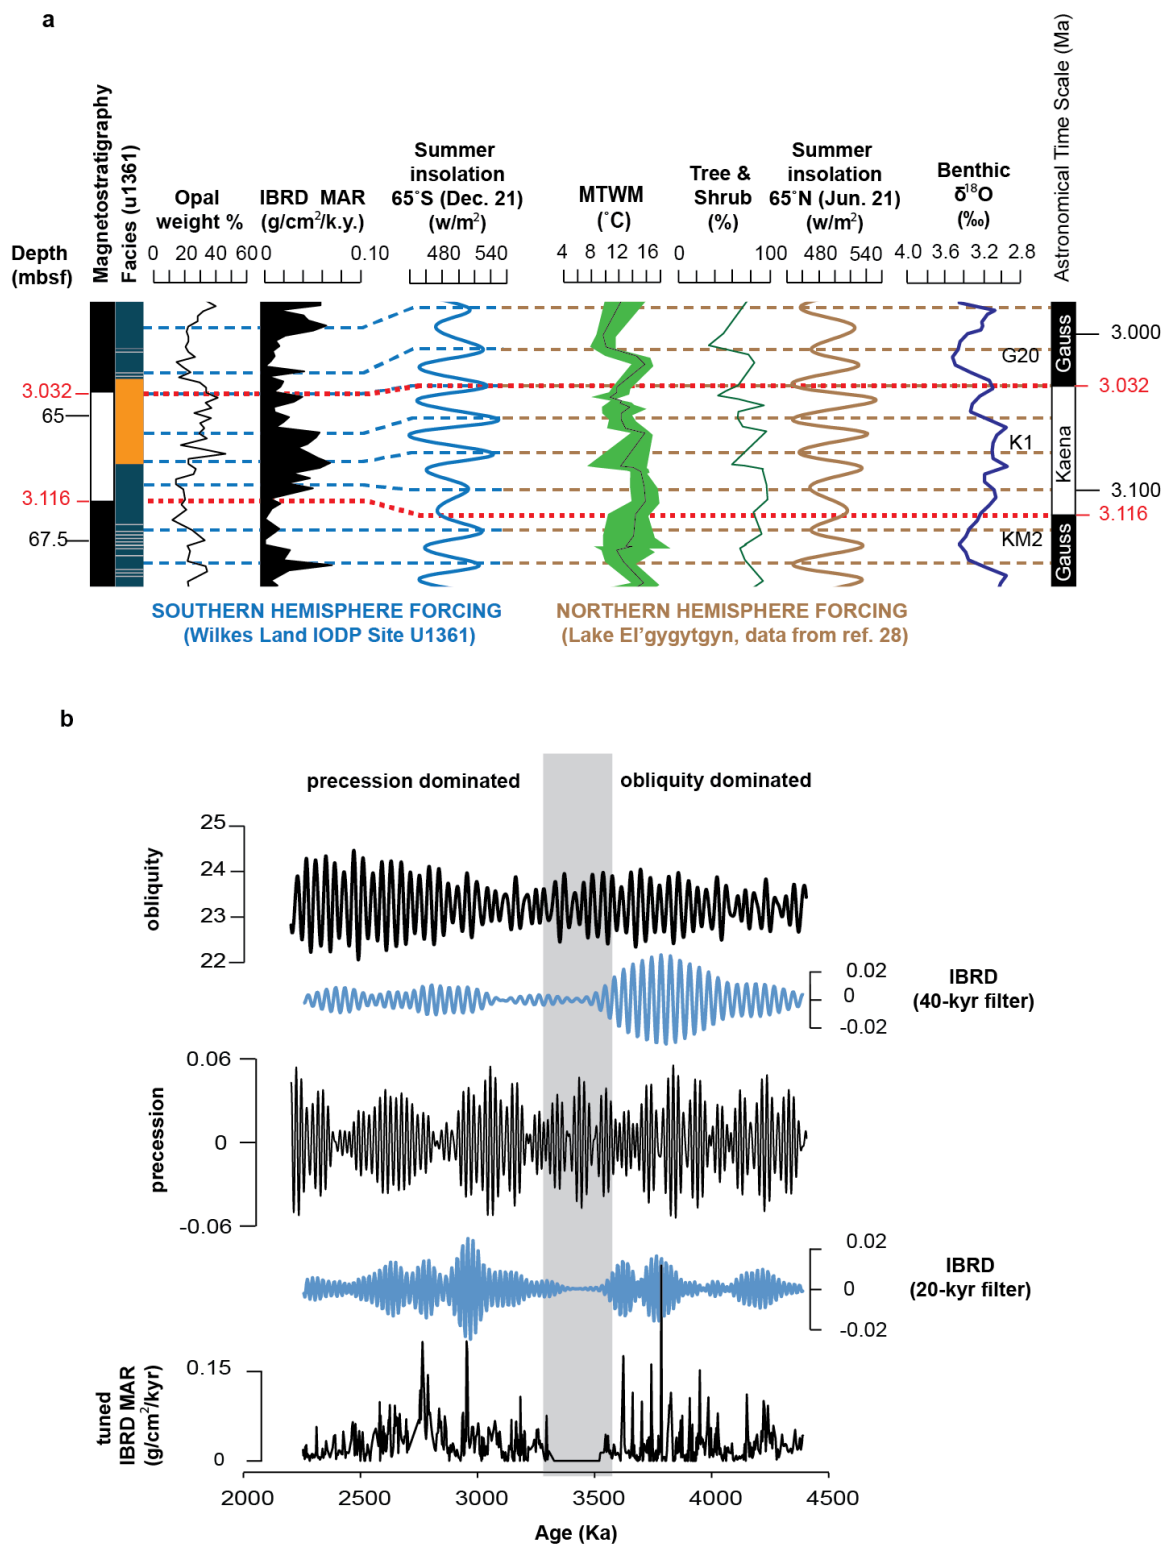 a
Magnetostratigraphy
Facies (u1361)
Astronomical Time Scale (Ma)
Depth
(mbsf)
Opal
weight %
0 20 40 60
IBRD MAR
(g/cm2/k.y.)
0 0.10
Summer
insolation
65˚S (Dec. 21)
(w/m2)
480 540
MTWM
(˚C)
4 8 12 16
Tree &
Shrub
(%)
0 100
Summer
insolation
65˚N (Jun. 21)
(w/m2)
480 540
Benthic
δ18O
(‰)
4.0 3.6 3.2 2.8
3.032
65
3.116
67.5
G20
K1
KM2
Gauss
Kaena
Gauss
3.000
3.032
3.100
3.116
SOUTHERN HEMISPHERE FORCING
(Wilkes Land IODP Site U1361)
NORTHERN HEMISPHERE FORCING
(Lake El’gygytgyn, data from ref. 28)
b
precession dominated
obliquity dominated
obliquity
25
24
23
22
0.02
0
-0.02
IBRD
(40-kyr filter)
precession
0.06
0
-0.06
0.02
0
-0.02
IBRD
(20-kyr filter)
tuned
IBRD MAR
(g/cm2/kyr)
0.15
0
2000 2500 3000 3500 4000 4500
Age (Ka)